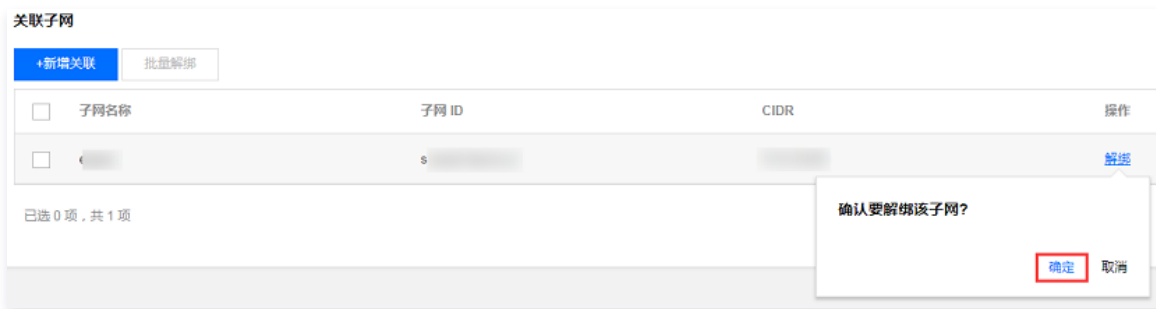 关联子网
+新增关联 批量解绑
子网名称 子网 ID CIDR 操作
解绑
已选 0 项，共 1 项
确认要解绑该子网?
确定 取消